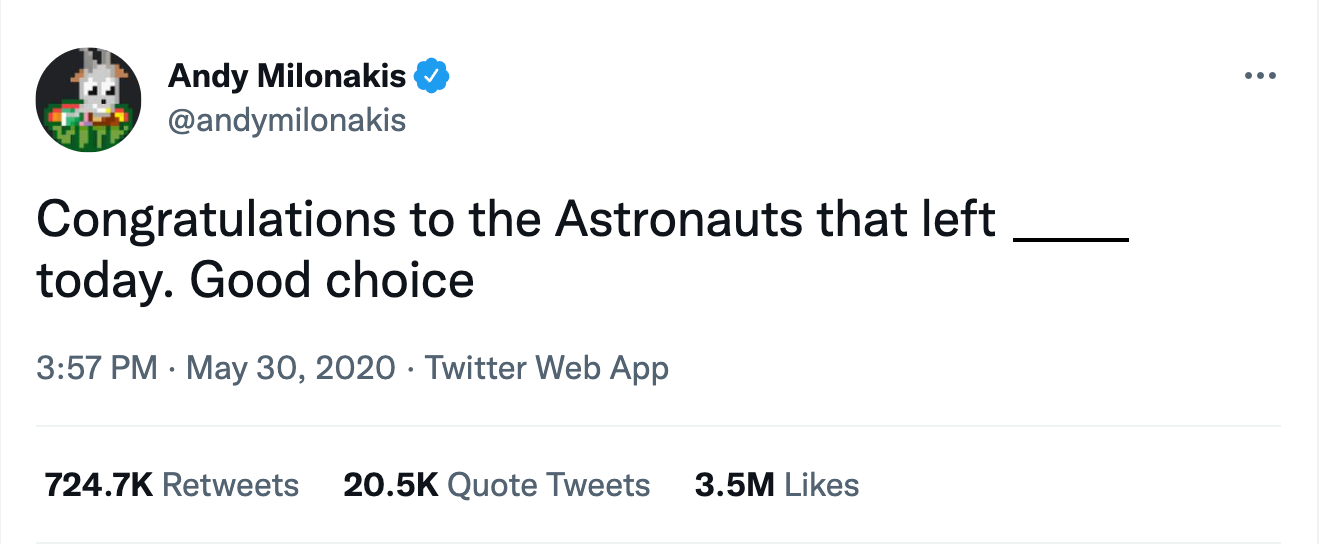 Andy Milonakis
@andymilonakis
Congratulations to the Astronauts that left _____
today. Good choice
3:57 PM · May 30, 2020 · Twitter Web App
724.7K Retweets 20.5K Quote Tweets 3.5M Likes